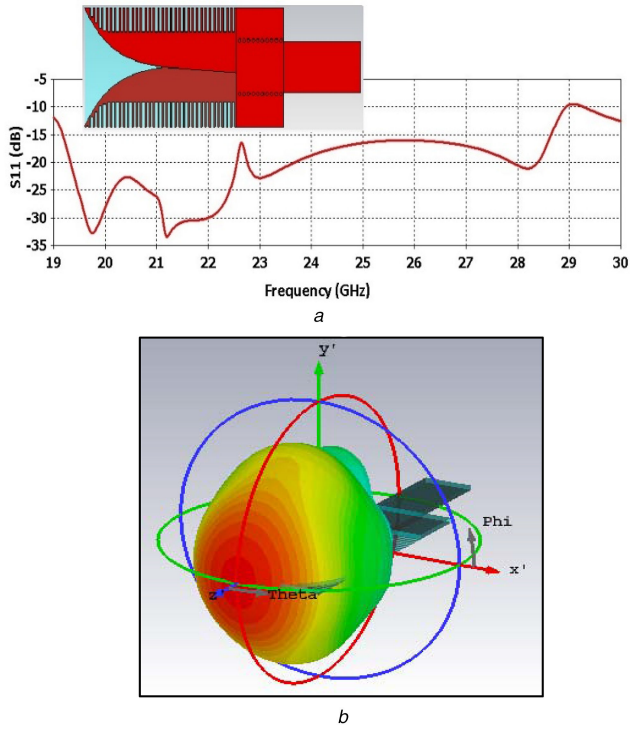 -5
-10
-15
-20
-25
-30
-35
S11 (dB)
19 20 21 22 23 24 25 26 27 28 29 30
Frequency (GHz)
a
y'
Phi
x'
z' Theta
b